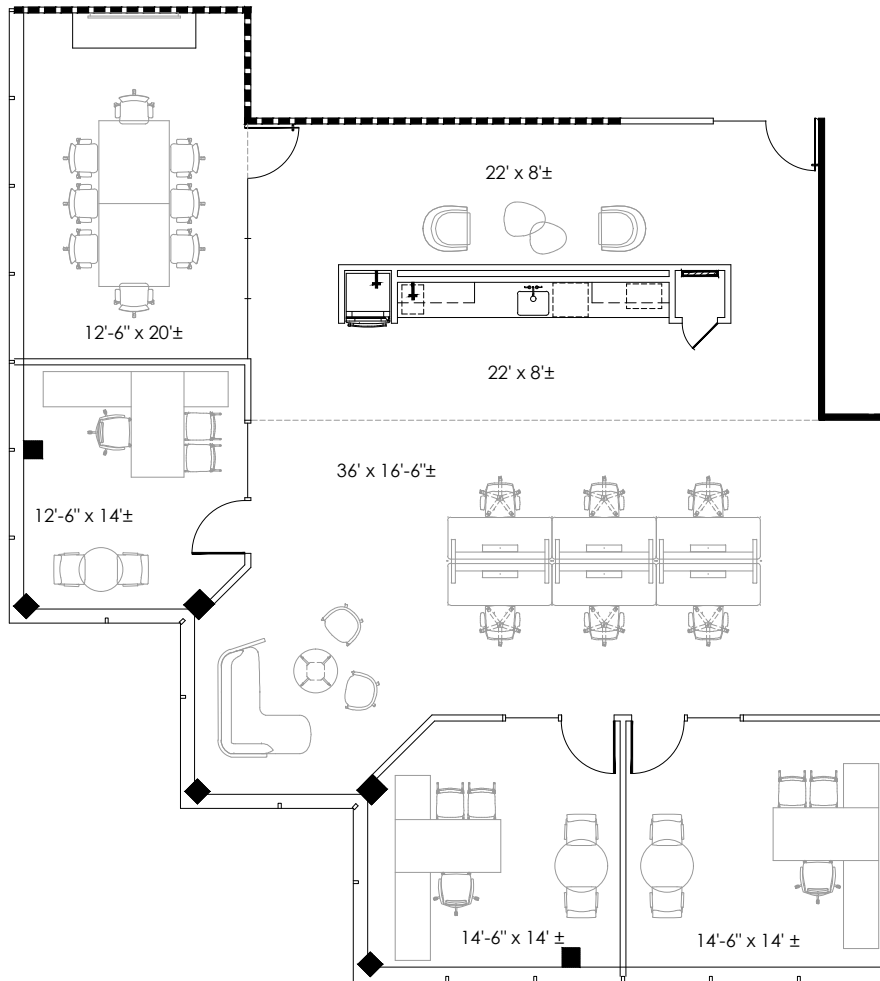 22' x 8'±
12'-6" x 20'±
22' x 8'±
36' x 16'-6"±
12'-6" x 14'±
14'-6" x 14' ±
14'-6" x 14' ±